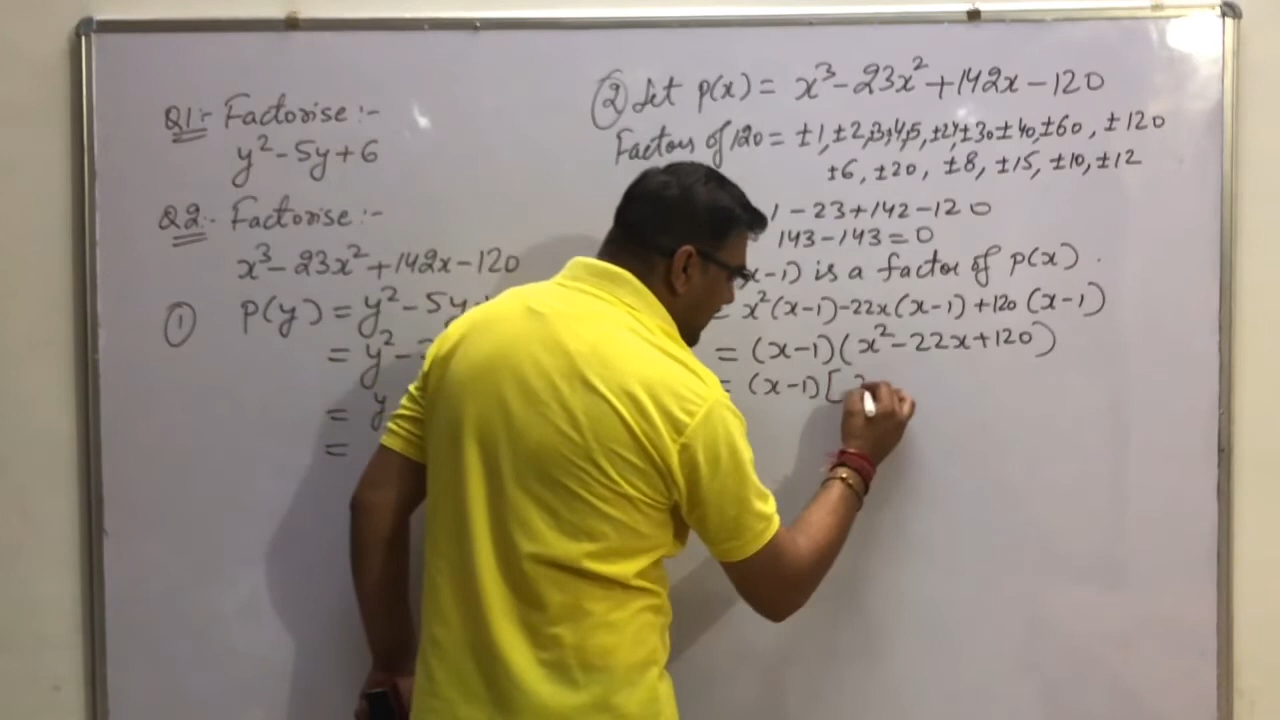 Q1:- Factorise :-
y² - 5y + 6
Q2:- Factorise :-
x³ - 23x² + 142x - 120
① P(y) = y² - 5y
= y² -
= y
=
② Let p(x) = x³ - 23x² + 142x - 120
Factors of 120 = ±1, ±2, 3, ±4, 5, ±24, ±30 ± 40, ±60, ±120
±6, ±20, ±8, ±15, ±10, ±12
1 - 23 + 142 - 120
143 - 143 = 0
x-1) is a factor of p(x).
= x²(x-1) - 22x(x-1) + 120(x-1)
= (x-1)(x² - 22x + 120)
= (x-1)[